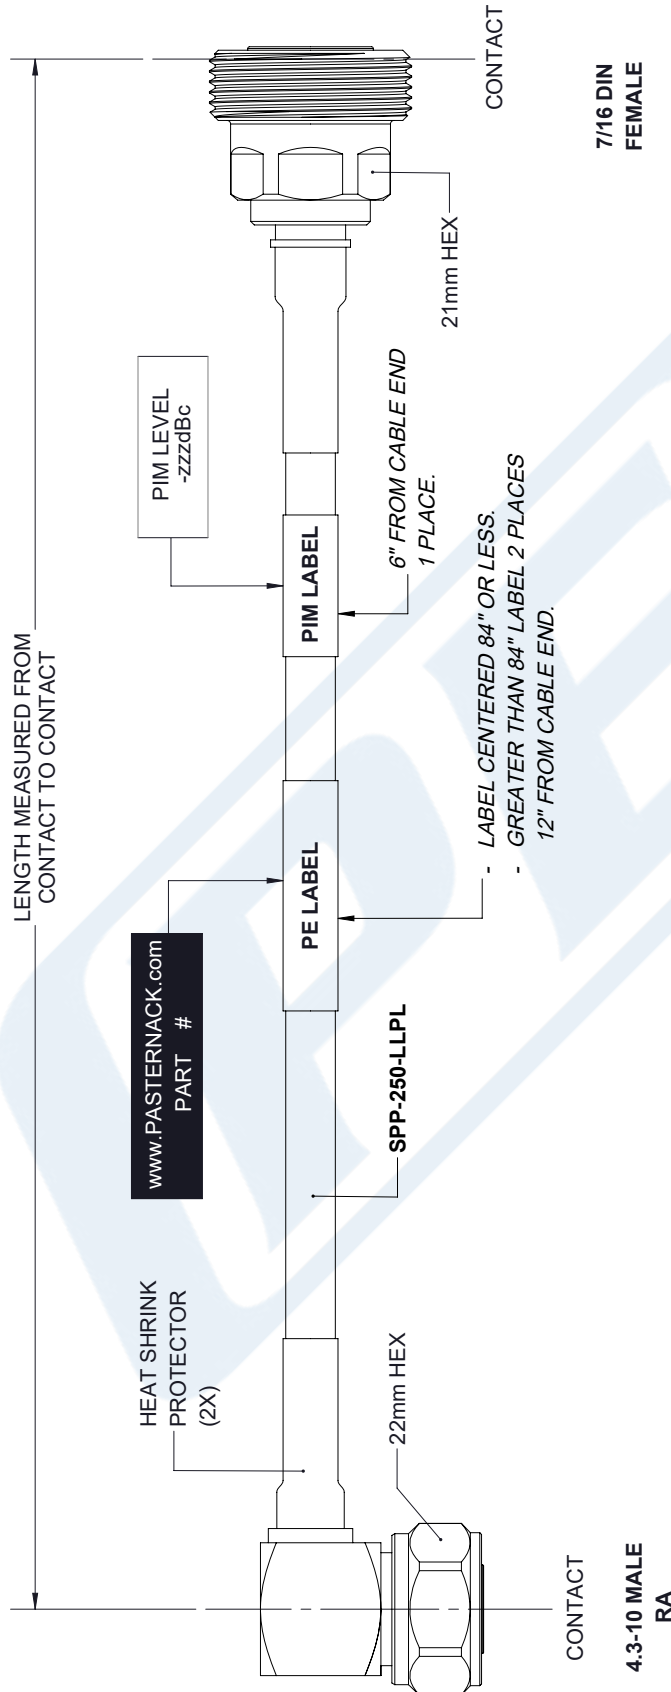 LENGTH MEASURED FROM
CONTACT TO CONTACT
HEAT SHRINK
PROTECTOR
(2X)
www.PASTERNACK.com
PART #
PIM LEVEL
-zzzdBc
PE LABEL
PIM LABEL
SPP-250-LLPL
6" FROM CABLE END
1 PLACE.
- LABEL CENTERED 84" OR LESS.
- GREATER THAN 84" LABEL 2 PLACES
12" FROM CABLE END.
22mm HEX
21mm HEX
CONTACT
CONTACT
4.3-10 MALE
RA
7/16 DIN
FEMALE
PE